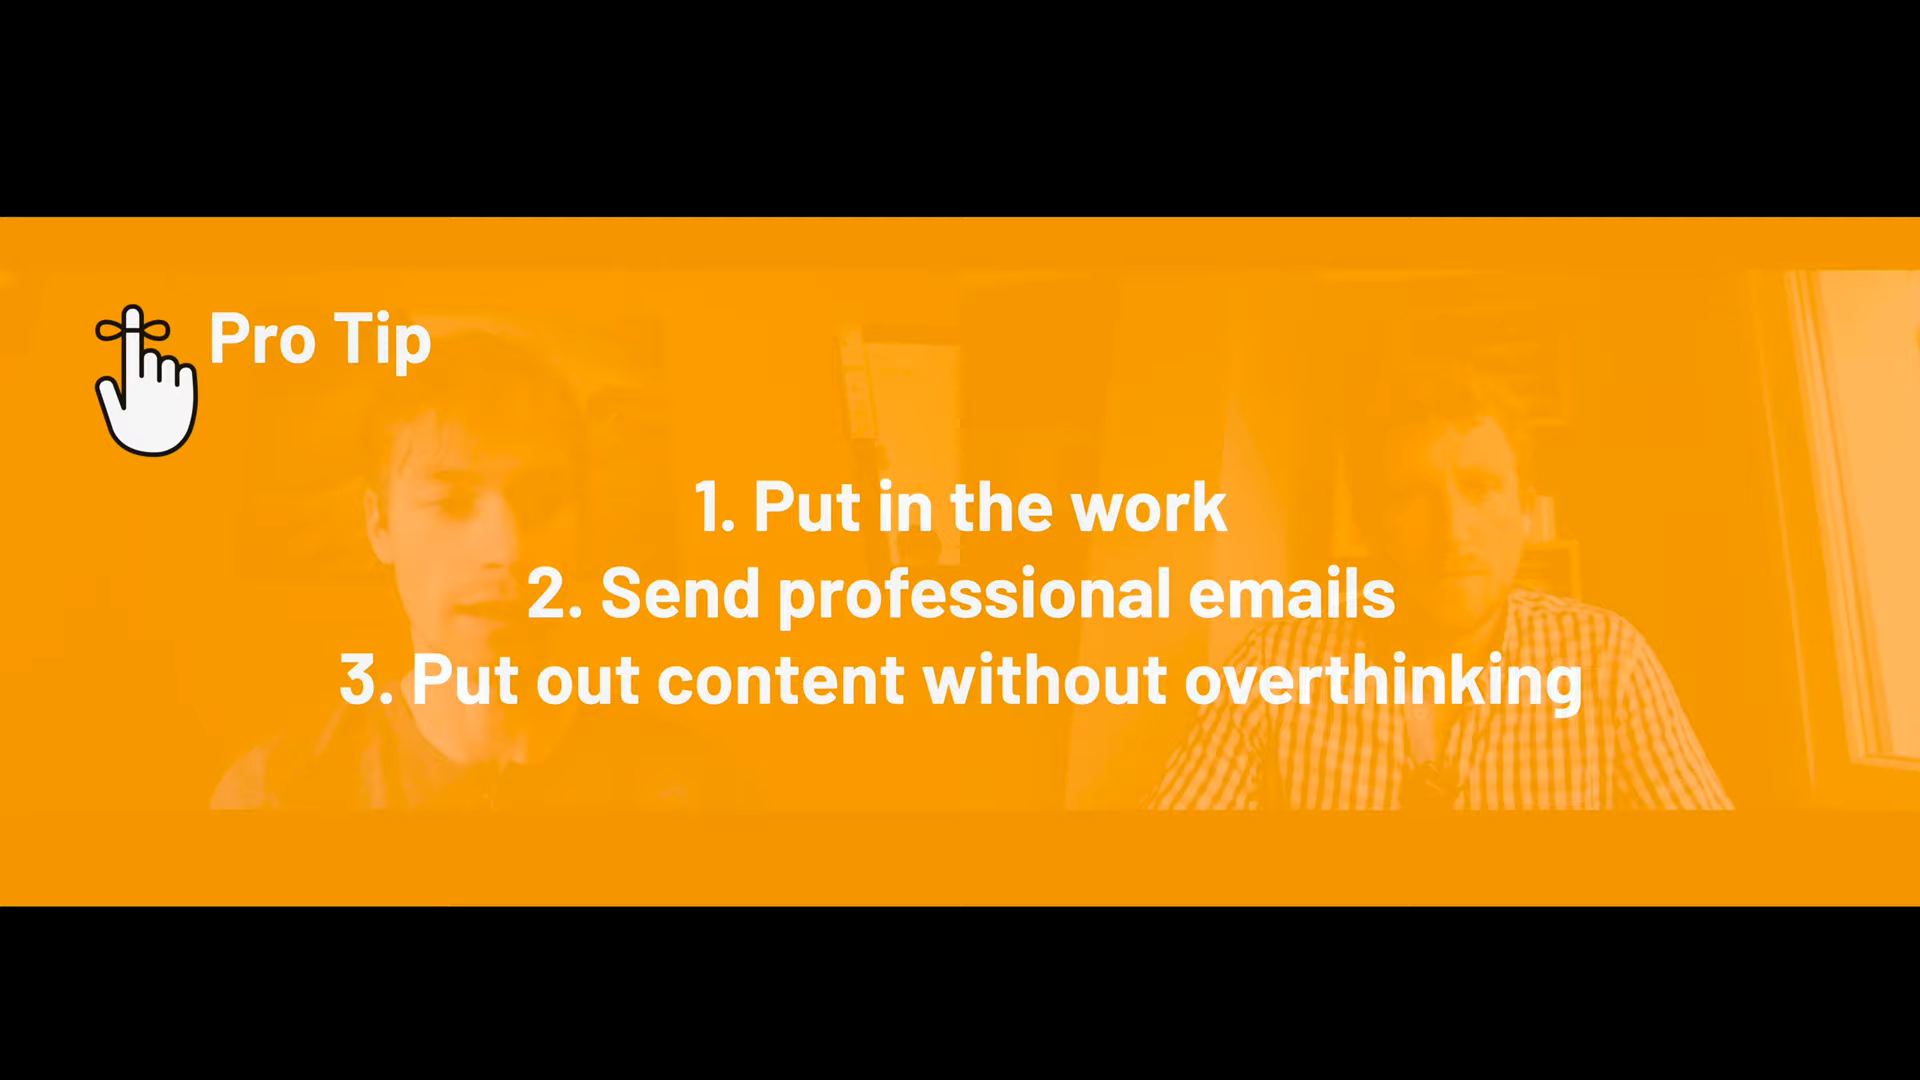 Pro Tip
1. Put in the work
2. Send professional emails
3. Put out content without overthinking